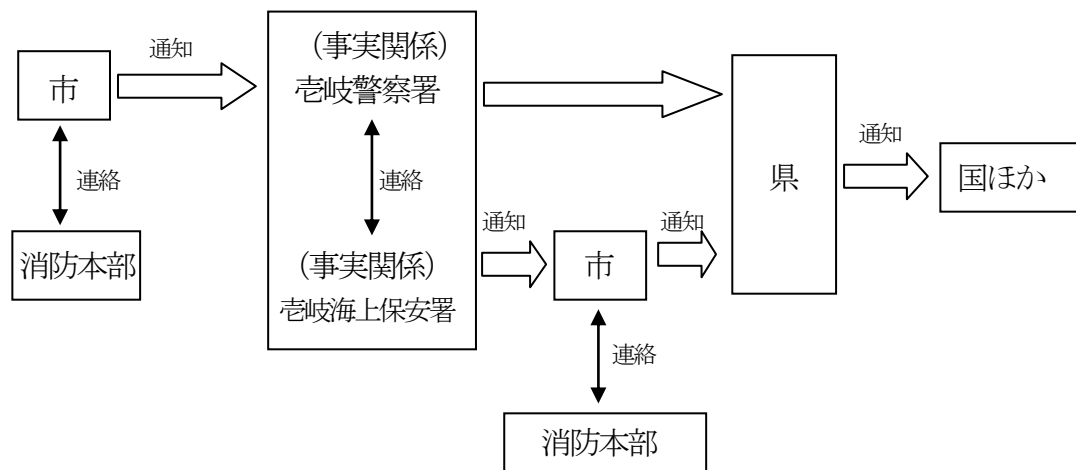 通知
市
連絡
消防本部
（事実関係）
壱岐警察署
連絡
（事実関係）
壱岐海上保安署
通知
市
連絡
消防本部
通知
県
通知
国ほか